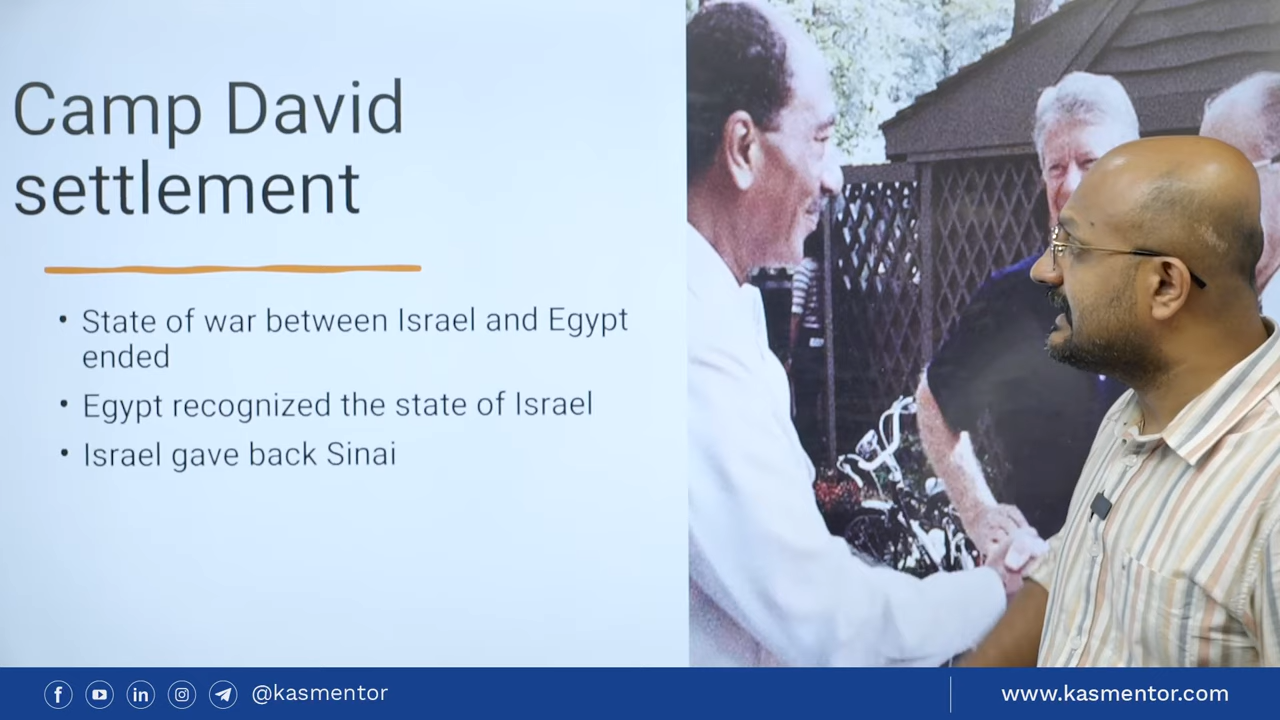 Camp David
settlement
• State of war between Israel and Egypt
ended
• Egypt recognized the state of Israel
• Israel gave back Sinai
@kasmentor
www.kasmentor.com